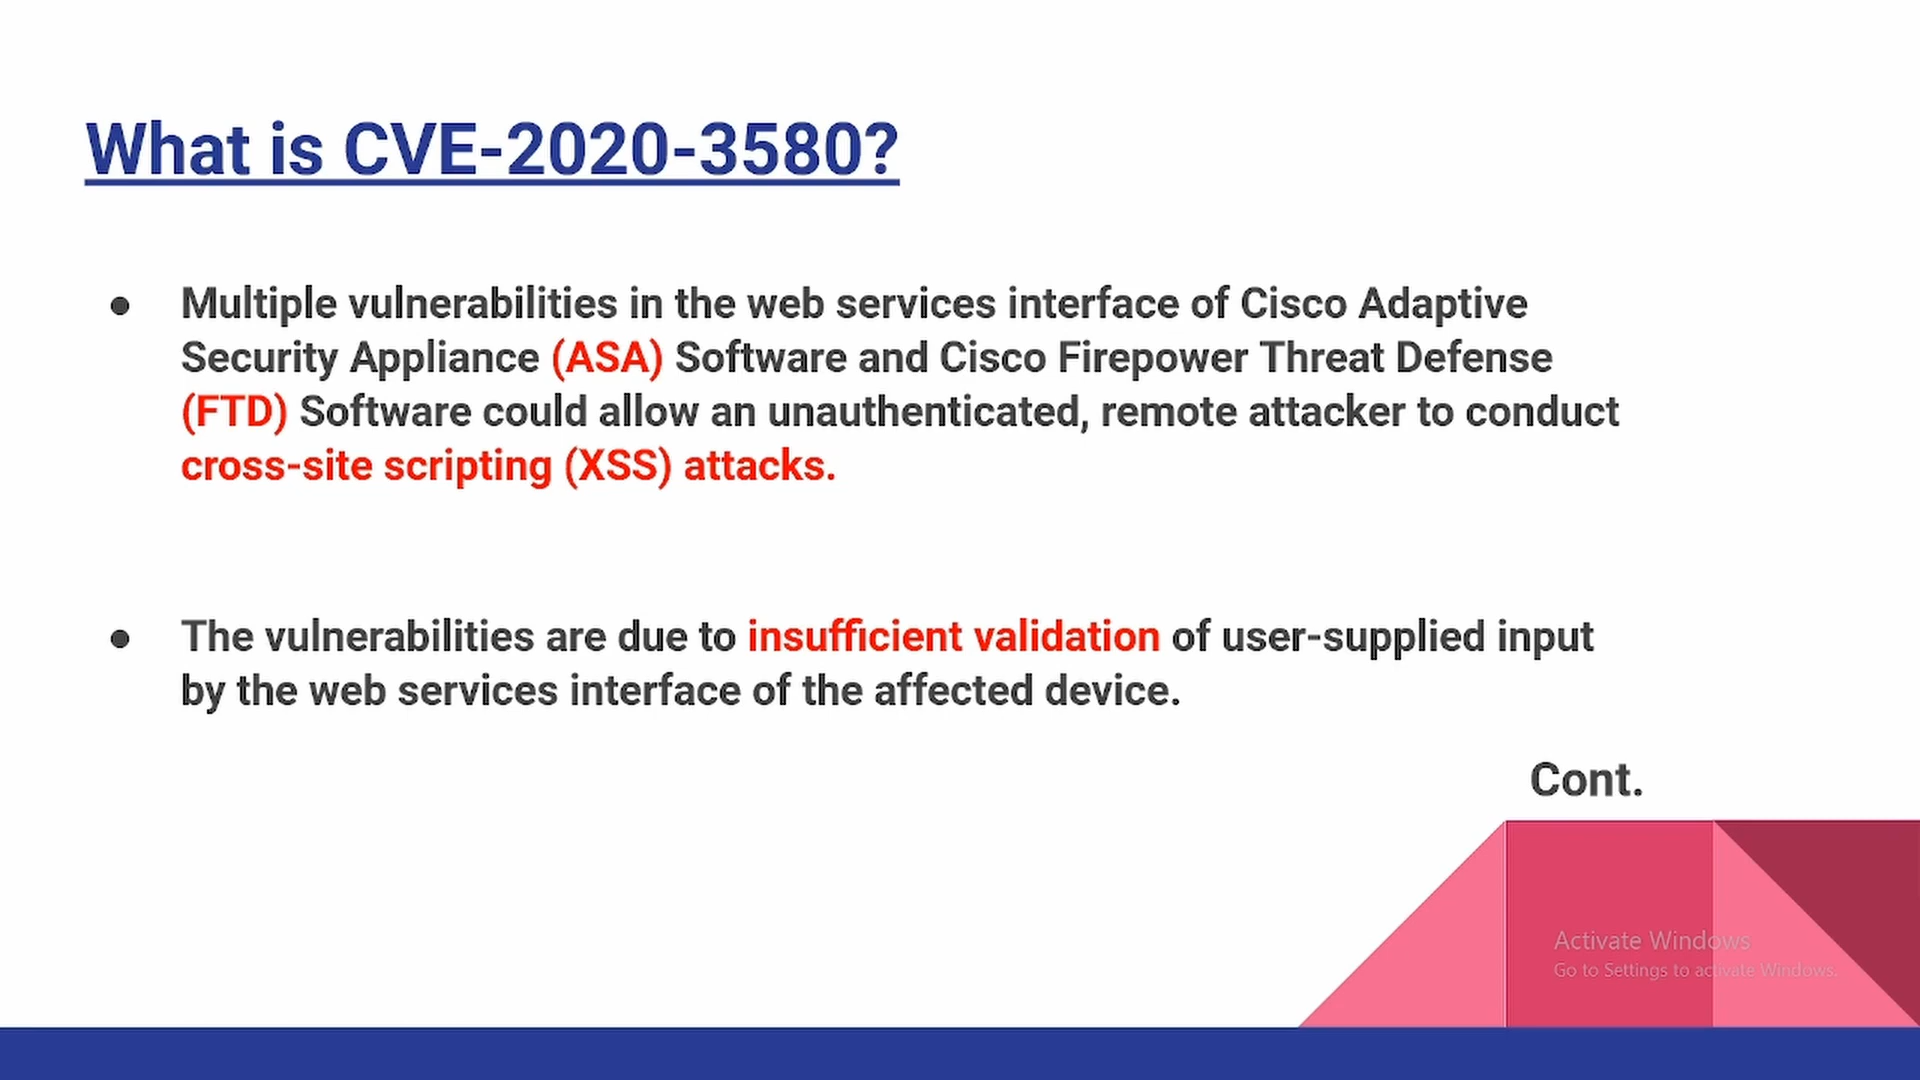 What is CVE-2020-3580?
● Multiple vulnerabilities in the web services interface of Cisco Adaptive
Security Appliance (ASA) Software and Cisco Firepower Threat Defense
(FTD) Software could allow an unauthenticated, remote attacker to conduct
cross-site scripting (XSS) attacks.
● The vulnerabilities are due to insufficient validation of user-supplied input
by the web services interface of the affected device.
Cont.
Activate Windows
Go to Settings to activate Windows.